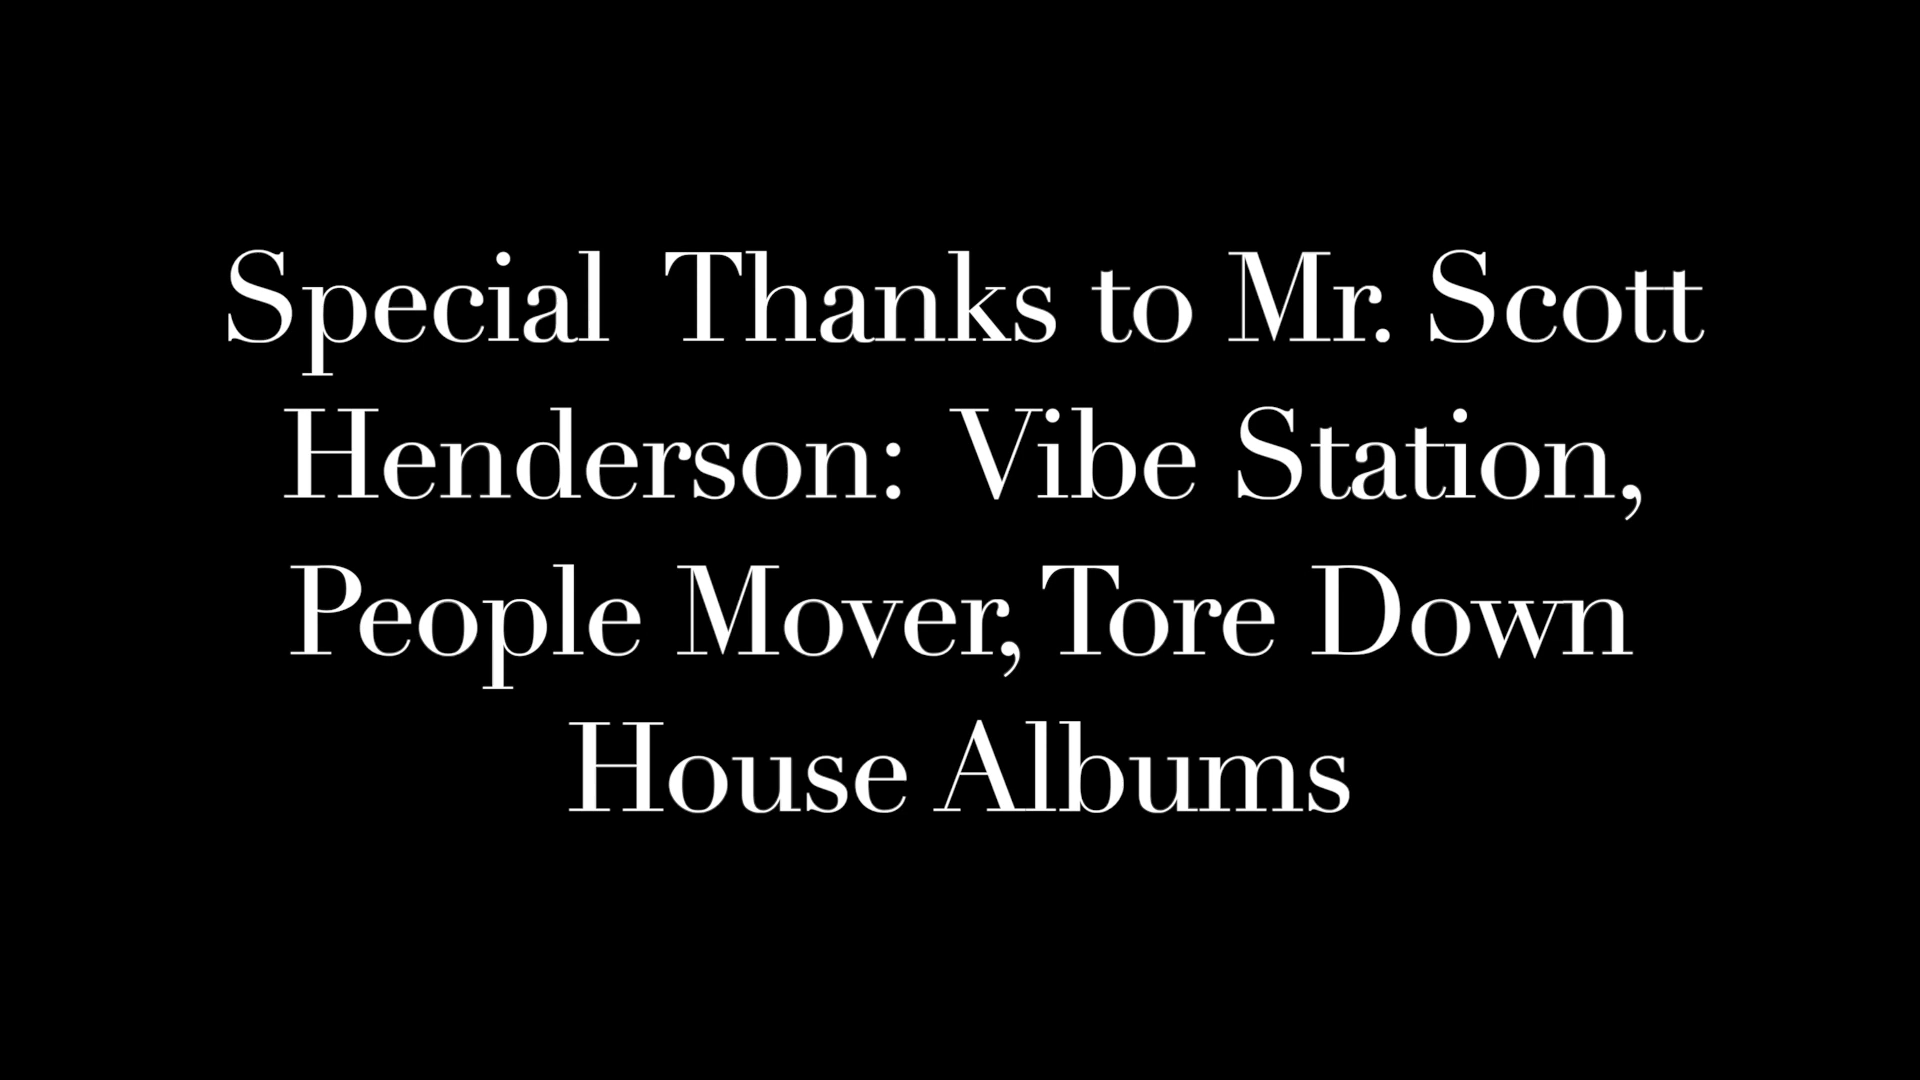 Special Thanks to Mr. Scott
Henderson: Vibe Station,
People Mover, Tore Down
House Albums